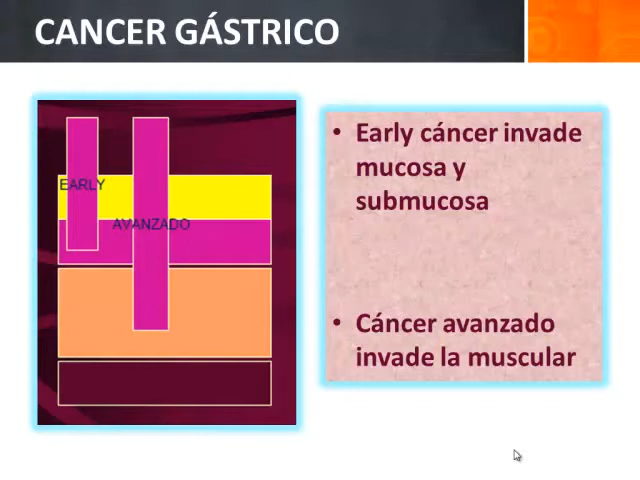 CANCER GÁSTRICO
EARLY
AVANZADO
• Early cáncer invade
mucosa y
submucosa
• Cáncer avanzado
invade la muscular